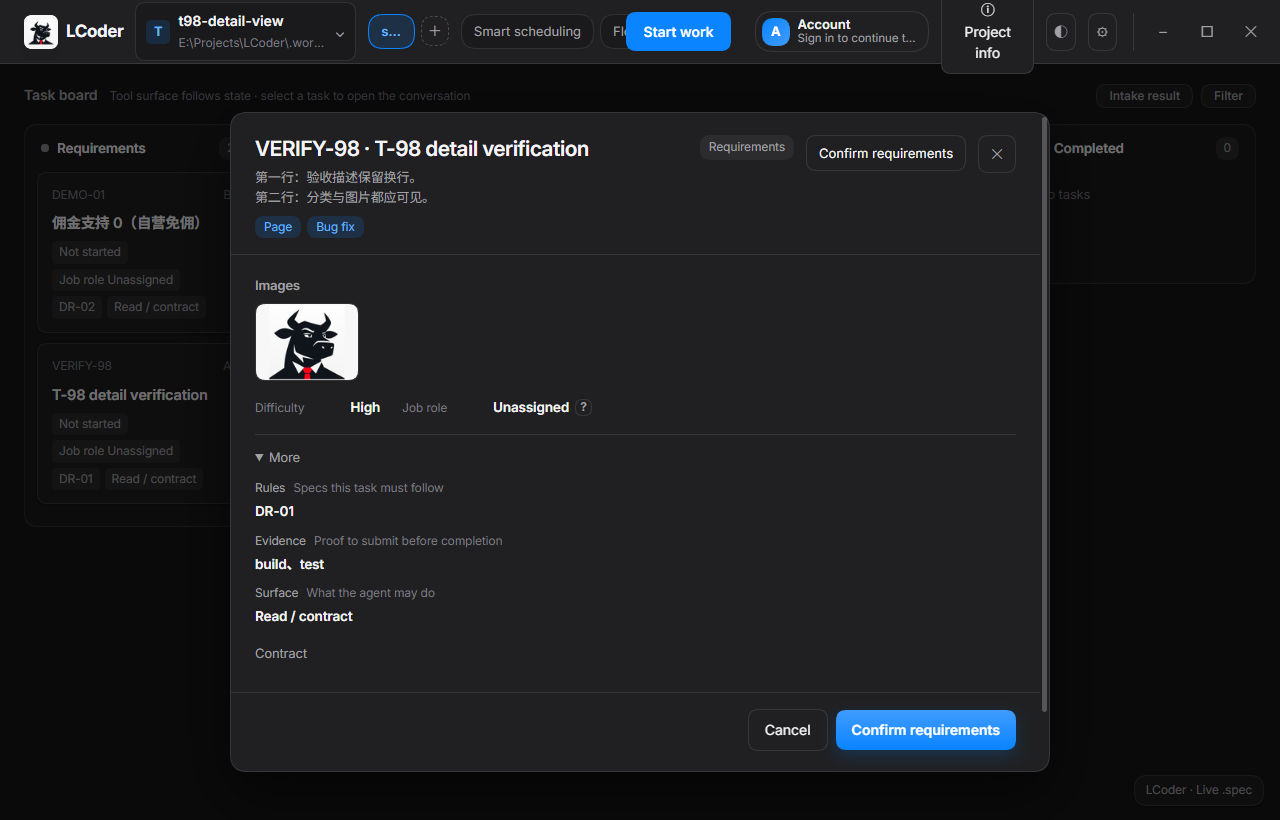 LCoder
T
t98-detail-view
E:\Projects\LCoder\.wor...
s...
+
Smart scheduling
Start work
A
Account
Sign in to continue t...
Project
info
Task board
Tool surface follows state · select a task to open the conversation
Intake result
Filter
Requirements
DEMO-01
佣金支持 0（自营免佣）
Not started
Job role Unassigned
DR-02
Read / contract
VERIFY-98
T-98 detail verification
Not started
Job role Unassigned
DR-01
Read / contract
VERIFY-98 · T-98 detail verification
Requirements
Confirm requirements
第一行：验收描述保留换行。
第二行：分类与图片都应可见。
Page
Bug fix
Images
Difficulty
High
Job role
Unassigned
?
More
Rules
Specs this task must follow
DR-01
Evidence
Proof to submit before completion
build、test
Surface
What the agent may do
Read / contract
Contract
Cancel
Confirm requirements
Completed
0
tasks
LCoder · Live .spec